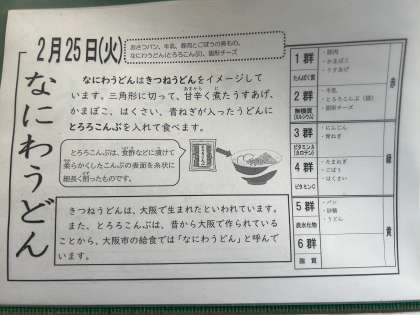 2月25日(火)
おさつパン、牛乳、豚肉とごぼうの煮もの、
なにわうどん(とろろこんぶ)、固形チーズ
なにわうどん
なにわうどんはきつねうどんをイメージして
います。三角形に切って、甘辛く煮たうすあげ、
かまぼこ、はくさい、青ねぎが入ったうどんに
とろろこんぶを入れて食べます。
とろろこんぶは、食酢などに漬けて
柔らかくしたこんぶの表面を糸状に
細長く削ったものです。
きつねうどんは、大阪で生まれたといわれています。
また、とろろこんぶは、昔から大阪で作られている
ことから、大阪市の給食では「なにわうどん」と呼んで
います。
1群
たんぱく質
・豚肉
・かまぼこ
・うすあげ
2群
無機質
(カルシウム)
・牛乳
・とろろこんぶ(袋)
・固形チーズ
赤
3群
ビタミンA
(カロテン)
・にんじん
・青ねぎ
4群
ビタミンC
・たまねぎ
・ごぼう
・はくさい
緑
5群
炭水化物
・パン
・砂糖
・うどん
6群
脂質
黄